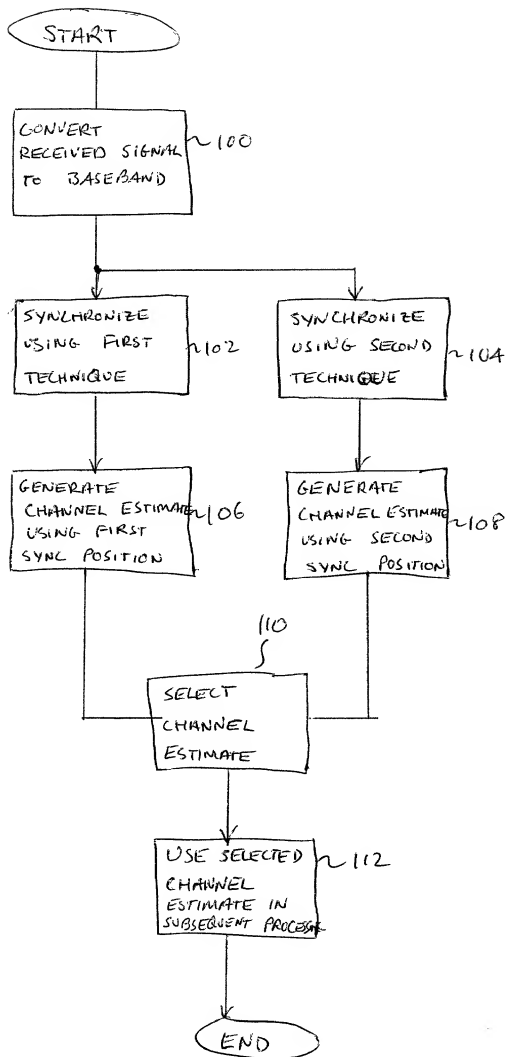 START
CONVERT
RECEIVED SIGNAL
TO BASEBAND
100
SYNCHRONIZE
USING FIRST
TECHNIQUE
102
SYNCHRONIZE
USING SECOND
TECHNIQUE
104
GENERATE
CHANNEL ESTIMATE
USING FIRST
SYNC POSITION
106
GENERATE
CHANNEL ESTIMATE
USING SECOND
SYNC POSITION
108
110
SELECT
CHANNEL
ESTIMATE
USE SELECTED
CHANNEL
ESTIMATE IN
SUBSEQUENT
112
END